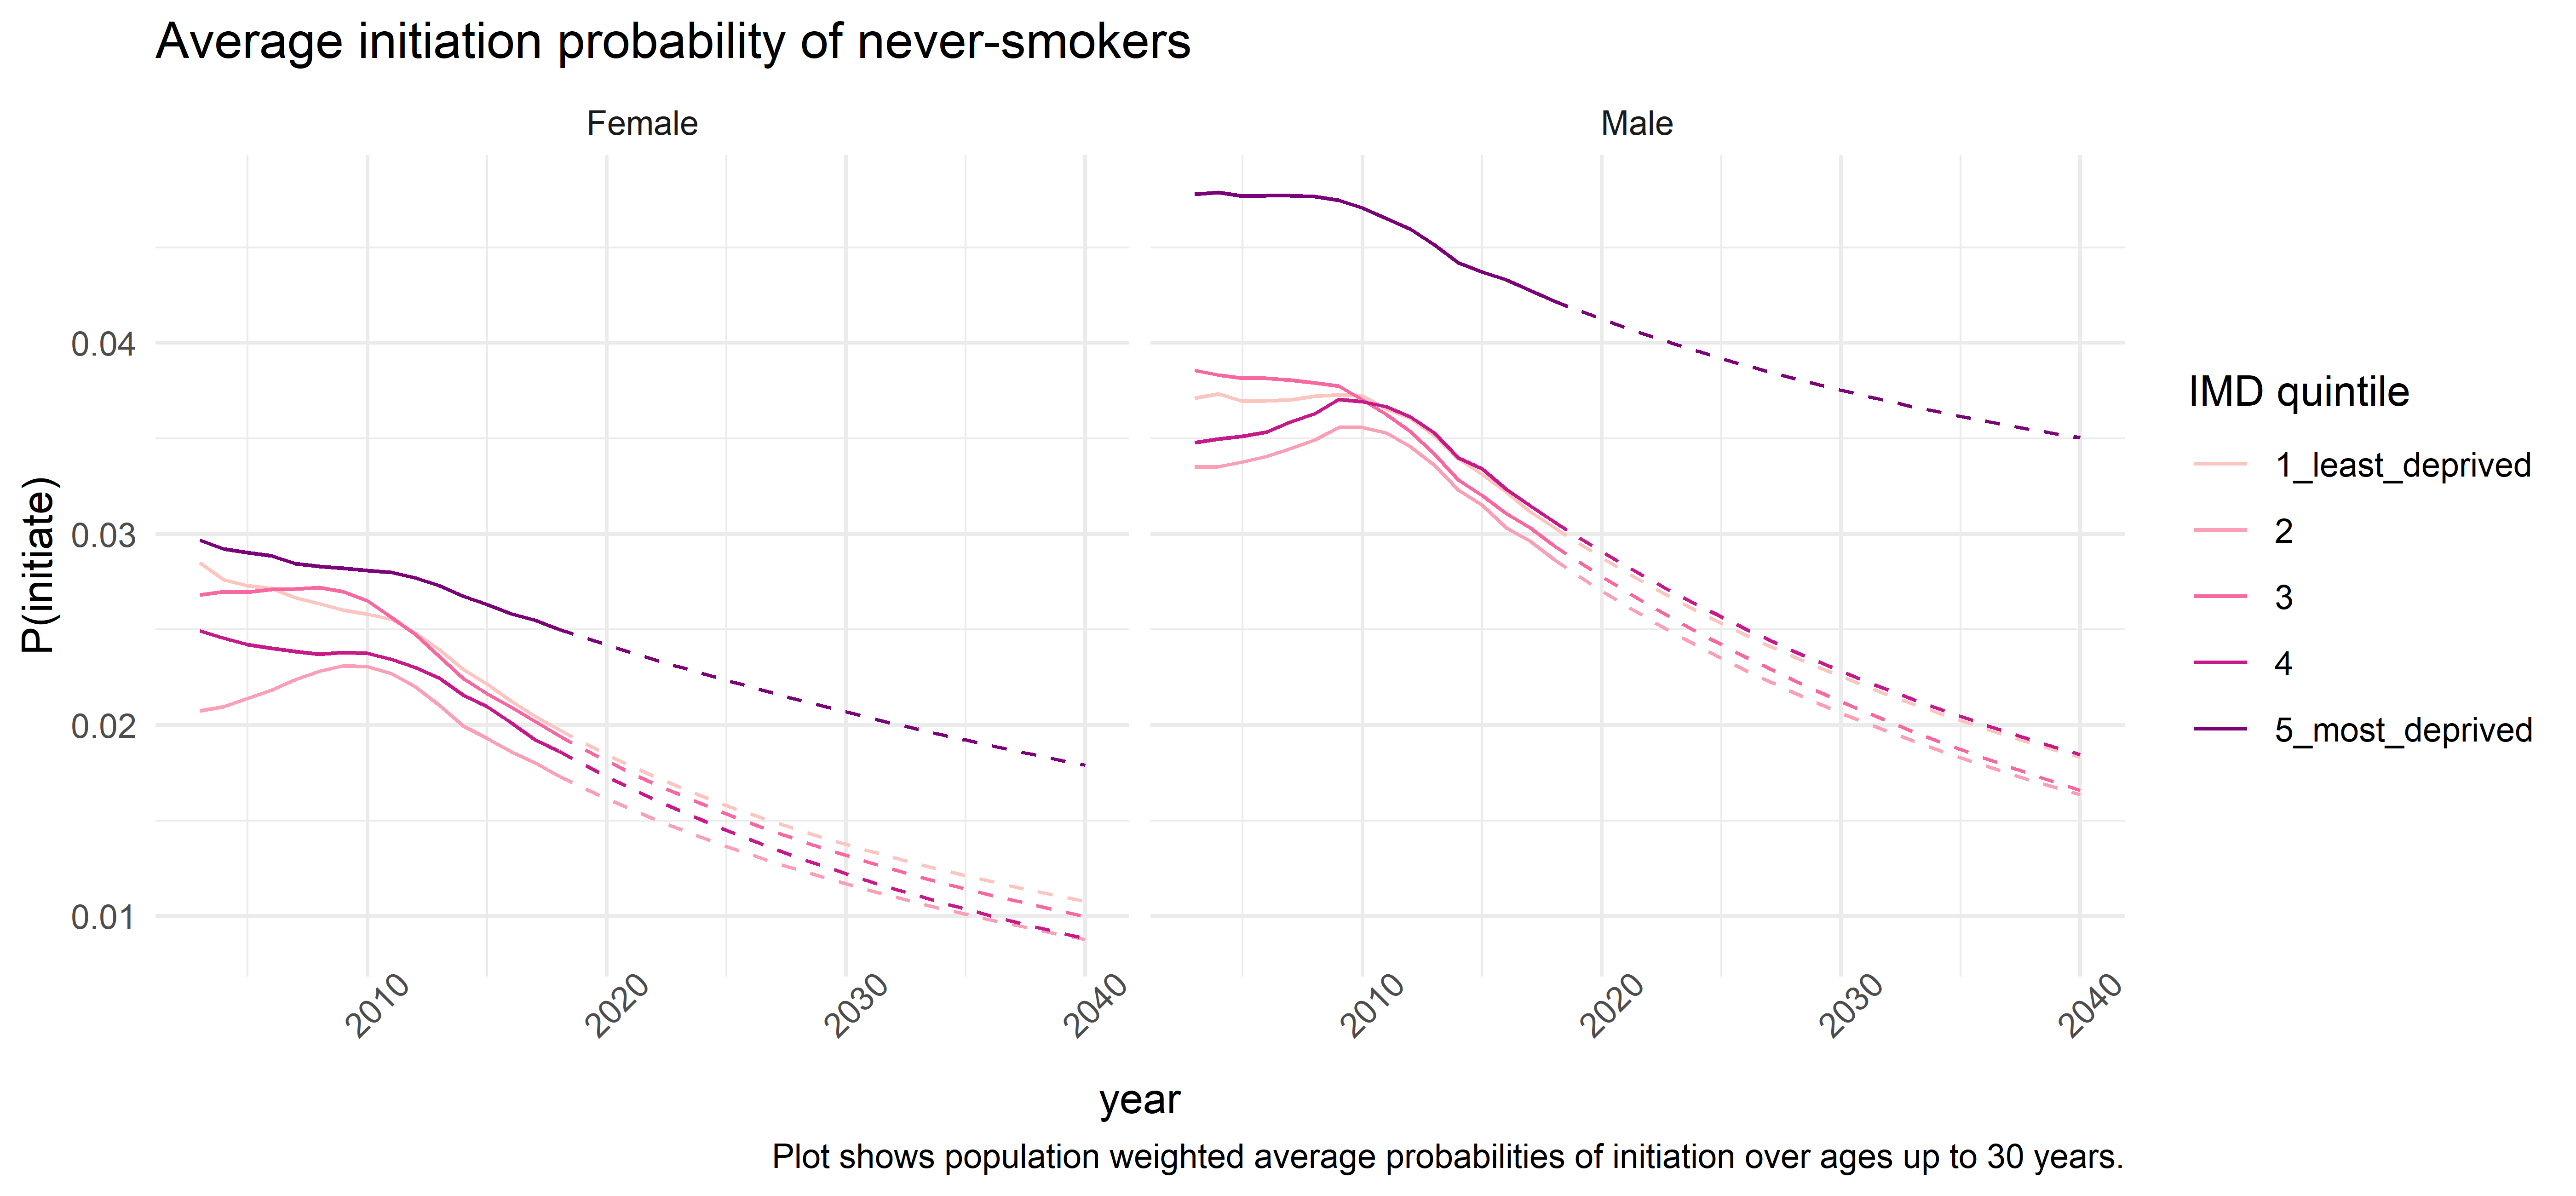 Average initiation probability of never-smokers
Female
Male
P(initiate)
0.04
0.03
0.02
0.01
2010
2020
2030
2040
2010
2020
2030
2040
year
IMD quintile
1_least_deprived
2
3
4
5_most_deprived
Plot shows population weighted average probabilities of initiation over ages up to 30 years.